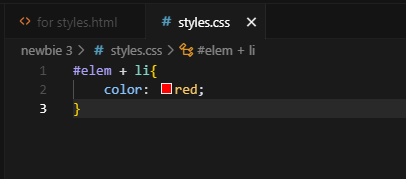 for styles.html
styles.css
newbie 3 > styles.css > #elem + li
1 #elem + li{
2 color: red;
3 }